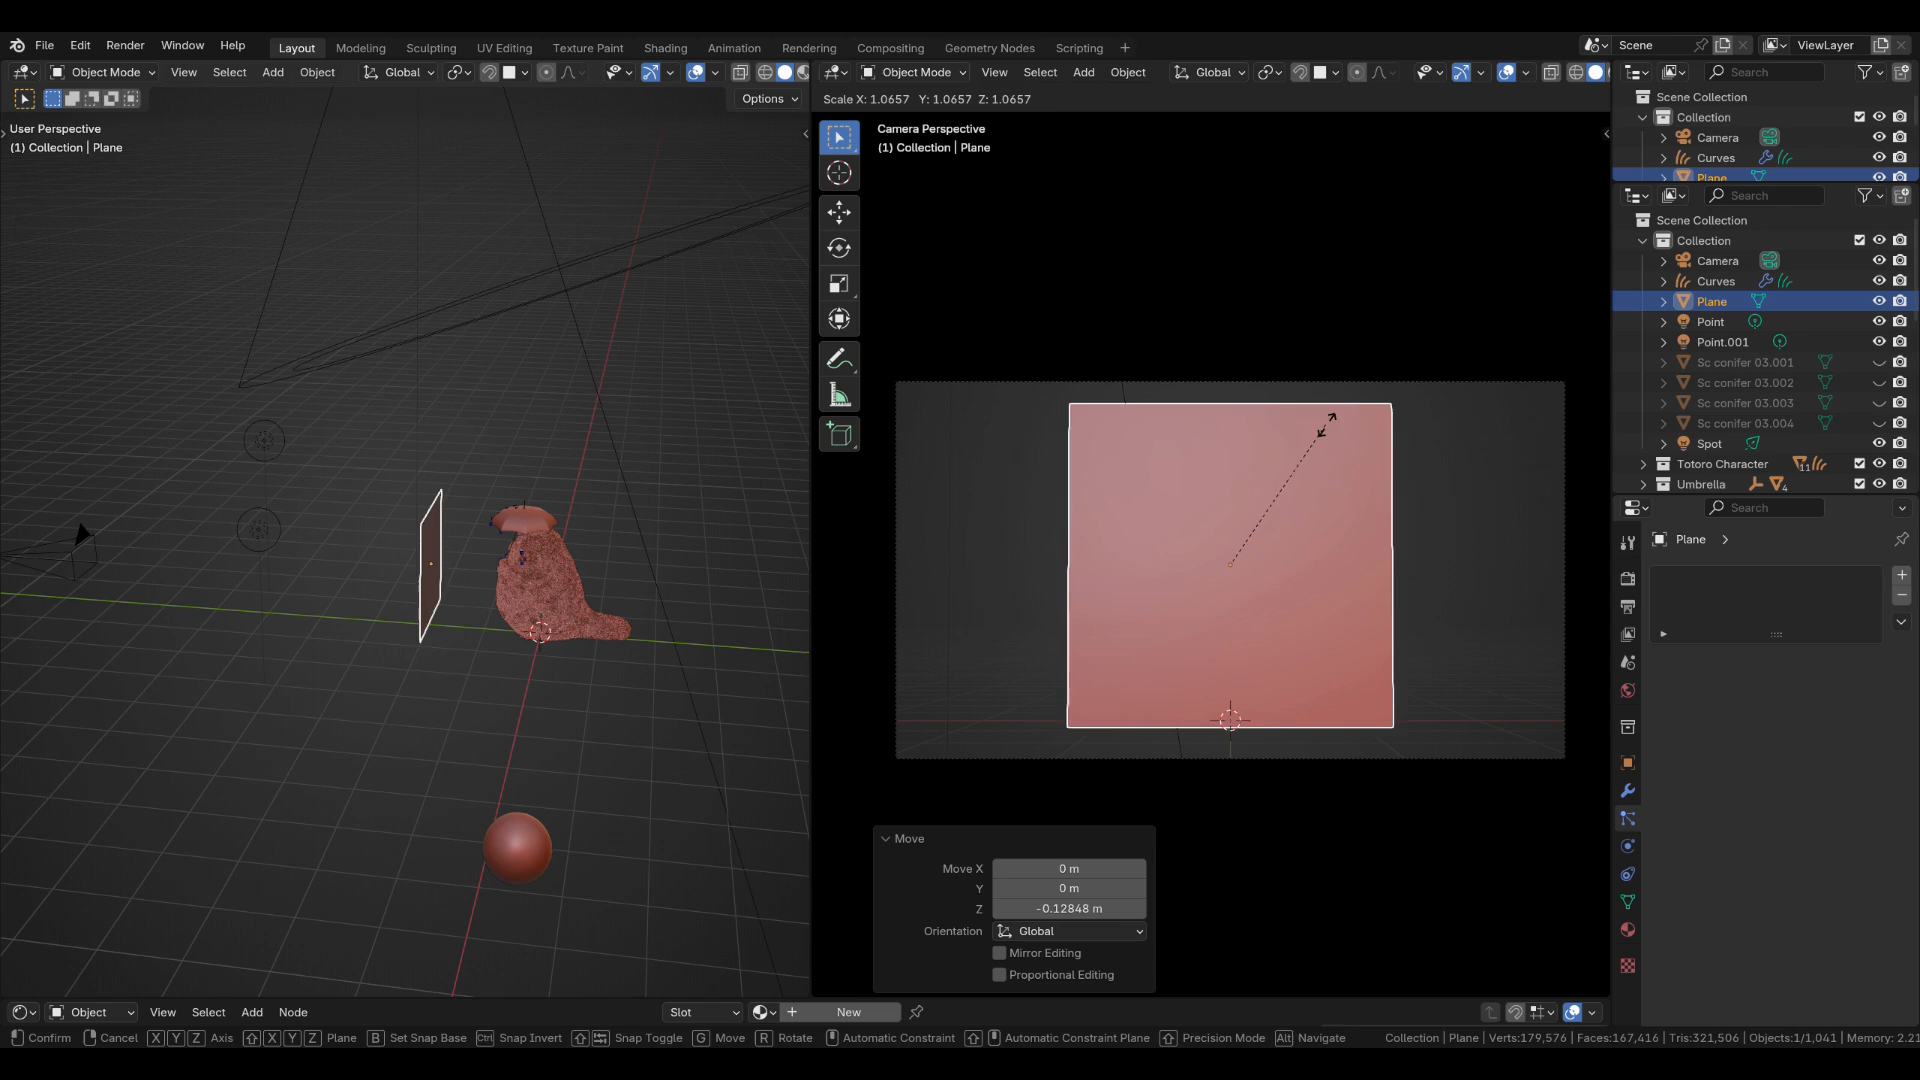 File Edit Render Window Help Layout Modeling Sculpting UV Editing Texture Paint Shading Animation Rendering Compositing Geometry Nodes Scripting + Scene ViewLayer
Object Mode View Select Add Object Global Object Mode View Select Add Object Global Search
Options Scale X: 1.0657 Y: 1.0657 Z: 1.0657
Scene Collection
Collection
Camera
Curves
Plane
User Perspective
(1) Collection | Plane
Camera Perspective
(1) Collection | Plane
Search
Scene Collection
Collection
Camera
Curves
Plane
Point
Point.001
Sc conifer 03.001
Sc conifer 03.002
Sc conifer 03.003
Sc conifer 03.004
Spot
Totoro Character 11
Umbrella 4
Search
Plane
Move
Move X 0 m
Y 0 m
Z -0.12848 m
Orientation Global
Mirror Editing
Proportional Editing
Object View Select Add Node Slot New
Confirm Cancel X Y Z Axis X Y Z Plane B Set Snap Base Ctrl Snap Invert Snap Toggle G Move R Rotate Automatic Constraint Automatic Constraint Plane Precision Mode Alt Navigate Collection | Plane | Verts:179,576 | Faces:167,416 | Tris:321,506 | Objects:1/1,041 | Memory: 2.21